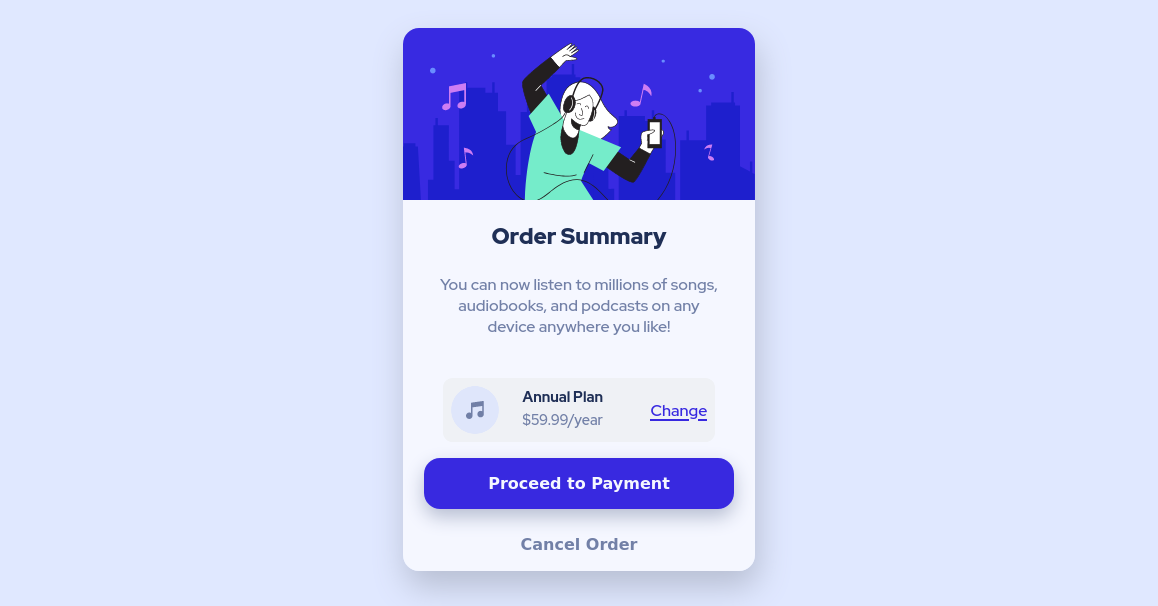 Order Summary
You can now listen to millions of songs,
audiobooks, and podcasts on any
device anywhere you like!
Annual Plan
$59.99/year
Change
Proceed to Payment
Cancel Order